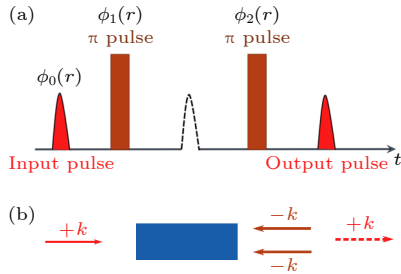 (a)
ϕ1(r) ϕ2(r)
π pulse π pulse
ϕ0(r)
t
Input pulse Output pulse
(b)
+k −k +k
−k